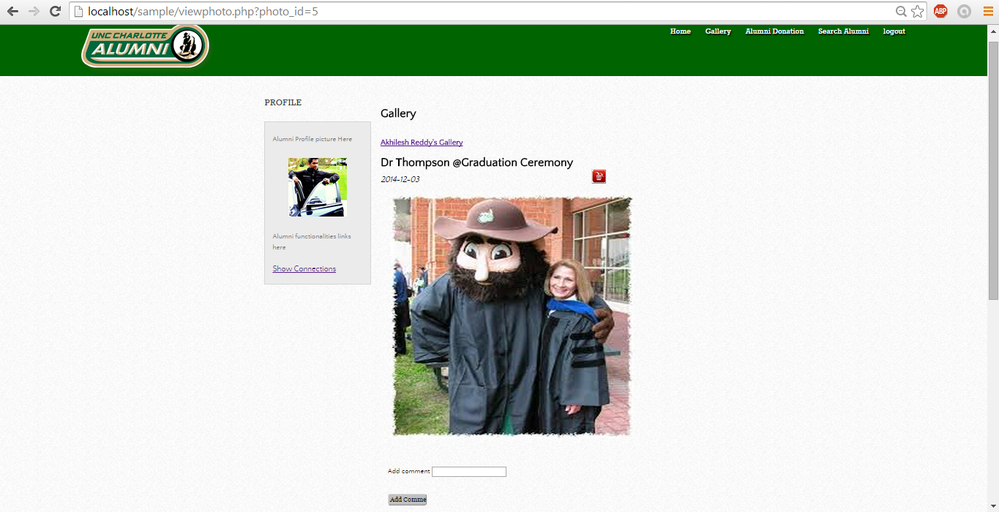 localhost/sample/viewphoto.php?photo_id=5
ABP
UNC CHARLOTTE
ALUMNI
Home Gallery Alumni Donation Search Alumni logout
PROFILE
Alumni Profile picture Here
Alumni functionalities links
here
Show Connections
Gallery
Akhilesh Reddy's Gallery
Dr Thompson @Graduation Ceremony
2014-12-03
Add comment
Add Comme